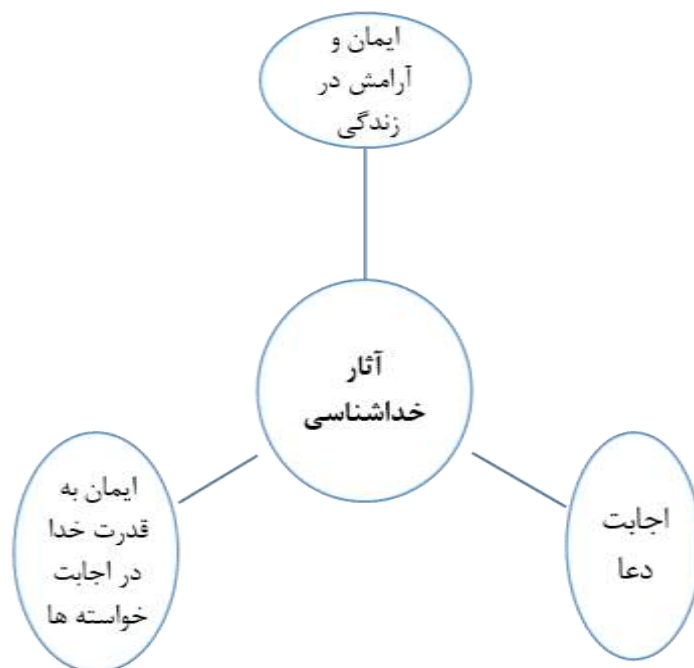 ایمان و
آرامش در
زندگی
آثار
خداشناسی
اجابت
دعا
ایمان به
قدرت خدا
در اجابت
خواسته ها